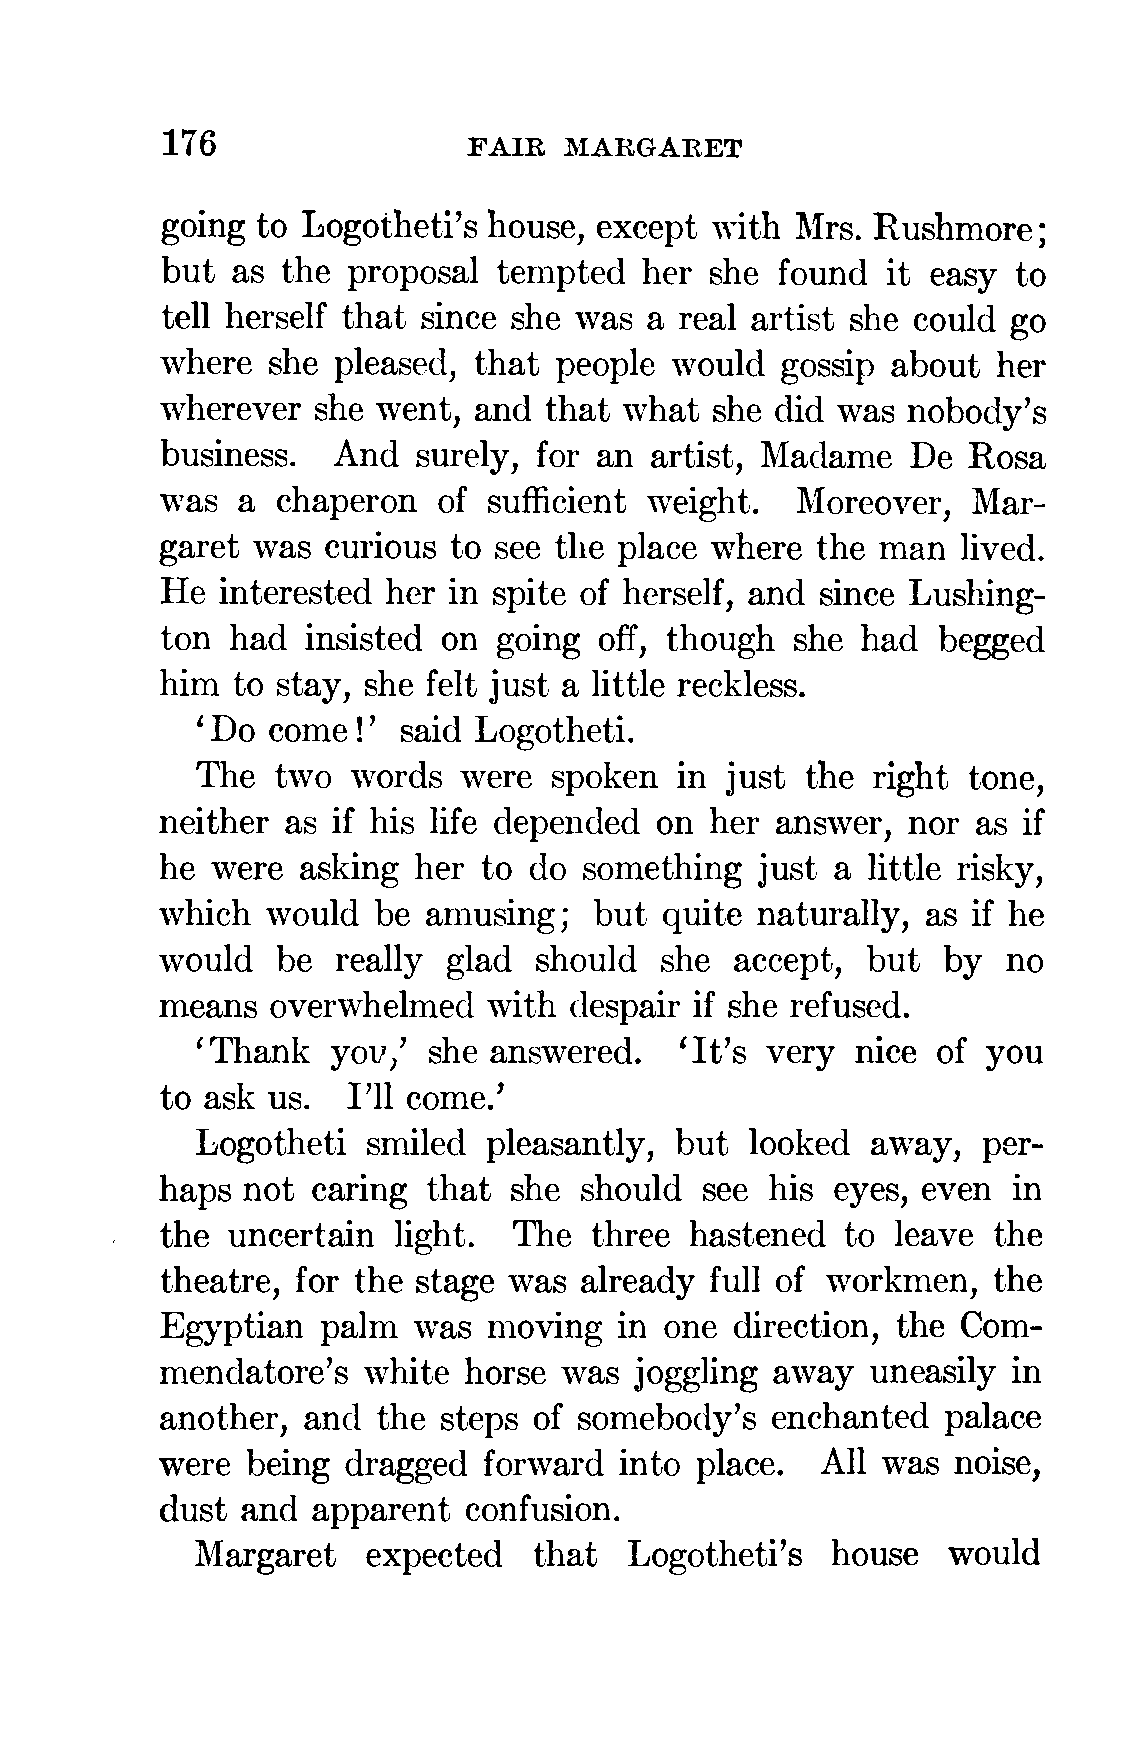 176 FAIR MARGARET
going to Logotheti's house, except with Mrs. Rushmore;
but as the proposal tempted her she found it easy to
tell herself that since she was a real artist she could go
where she pleased, that people would gossip about her
wherever she went, and that what she did was nobody's
business. And surely, for an artist, Madame De Rosa
was a chaperon of sufficient weight. Moreover, Mar-
garet was curious to see the place where the man lived.
He interested her in spite of herself, and since Lushing-
ton had insisted on going off, though she had begged
him to stay, she felt just a little reckless.
'Do come!' said Logotheti.
The two words were spoken in just the right tone,
neither as if his life depended on her answer, nor as if
he were asking her to do something just a little risky,
which would be amusing; but quite naturally, as if he
would be really glad should she accept, but by no
means overwhelmed with despair if she refused.
'Thank you,' she answered. 'It's very nice of you
to ask us. I'll come.'
Logotheti smiled pleasantly, but looked away, per-
haps not caring that she should see his eyes, even in
the uncertain light. The three hastened to leave the
theatre, for the stage was already full of workmen, the
Egyptian palm was moving in one direction, the Com-
mendatore's white horse was joggling away uneasily in
another, and the steps of somebody's enchanted palace
were being dragged forward into place. All was noise,
dust and apparent confusion.
Margaret expected that Logotheti's house would